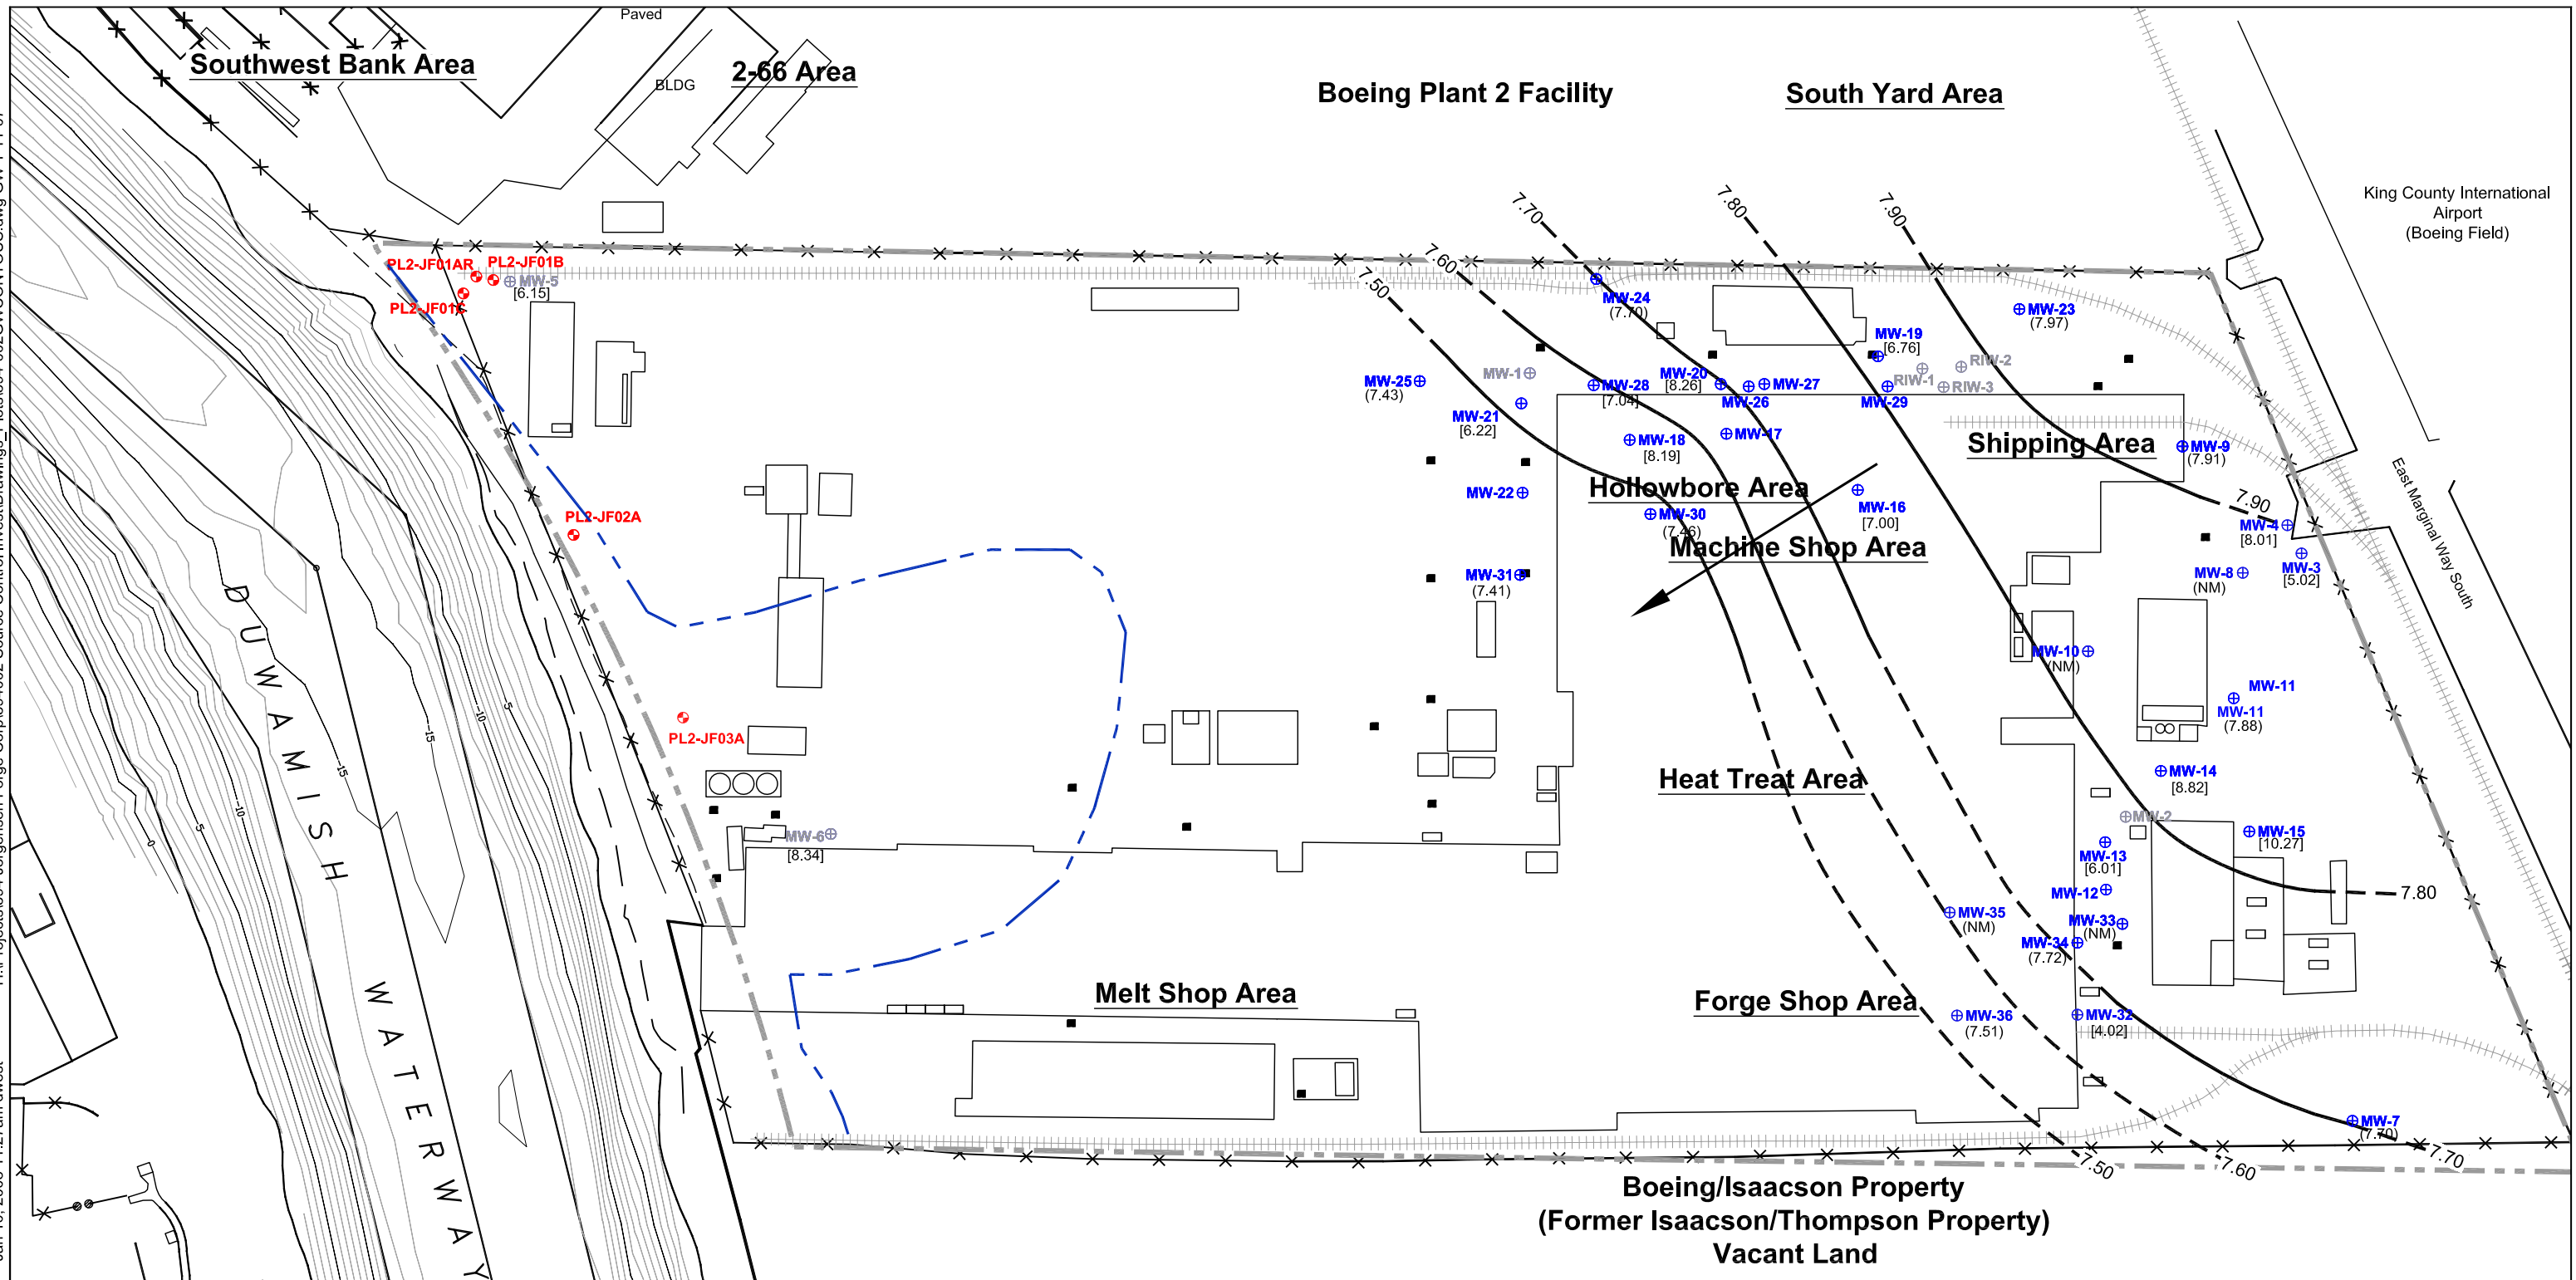 Paved
Southwest Bank Area
2-66 Area
BLDG
Boeing Plant 2 Facility
South Yard Area
King County International
Airport
(Boeing Field)
East Marginal Way South
7.50
7.60
7.70
7.80
7.90
PL2-JF01AR
PL2-JF01B
MW-5
[6.15]
PL2-JF01C
MW-24
(7.70)
MW-23
(7.97)
MW-19
[6.76]
RIW-2
RIW-1
RIW-3
MW-25
(7.43)
MW-1
MW-28
[7.04]
MW-20
[8.26]
MW-27
MW-26
MW-29
MW-21
[6.22]
MW-18
[8.19]
MW-17
Shipping Area
MW-9
(7.91)
MW-22
Hollowbore Area
MW-30
(7.46)
MW-16
[7.00]
7.90
MW-4
[8.01]
PL2-JF02A
Machine Shop Area
MW-31
(7.41)
MW-8
(NM)
MW-3
[5.02]
MW-10
(NM)
MW-11
MW-11
(7.88)
PL2-JF03A
Heat Treat Area
MW-14
[8.82]
MW-2
MW-6
[8.34]
MW-15
[10.27]
MW-13
[6.01]
MW-12
7.80
MW-35
(NM)
MW-33
(NM)
MW-34
(7.72)
Melt Shop Area
Forge Shop Area
MW-36
(7.51)
MW-32
[4.02]
MW-7
(7.70)
7.50
7.60
7.70
DUWAMISH WATERWAY
-15
-10
-5
-15
-10
-5
0
Boeing/Isaacson Property
(Former Isaacson/Thompson Property)
Vacant Land